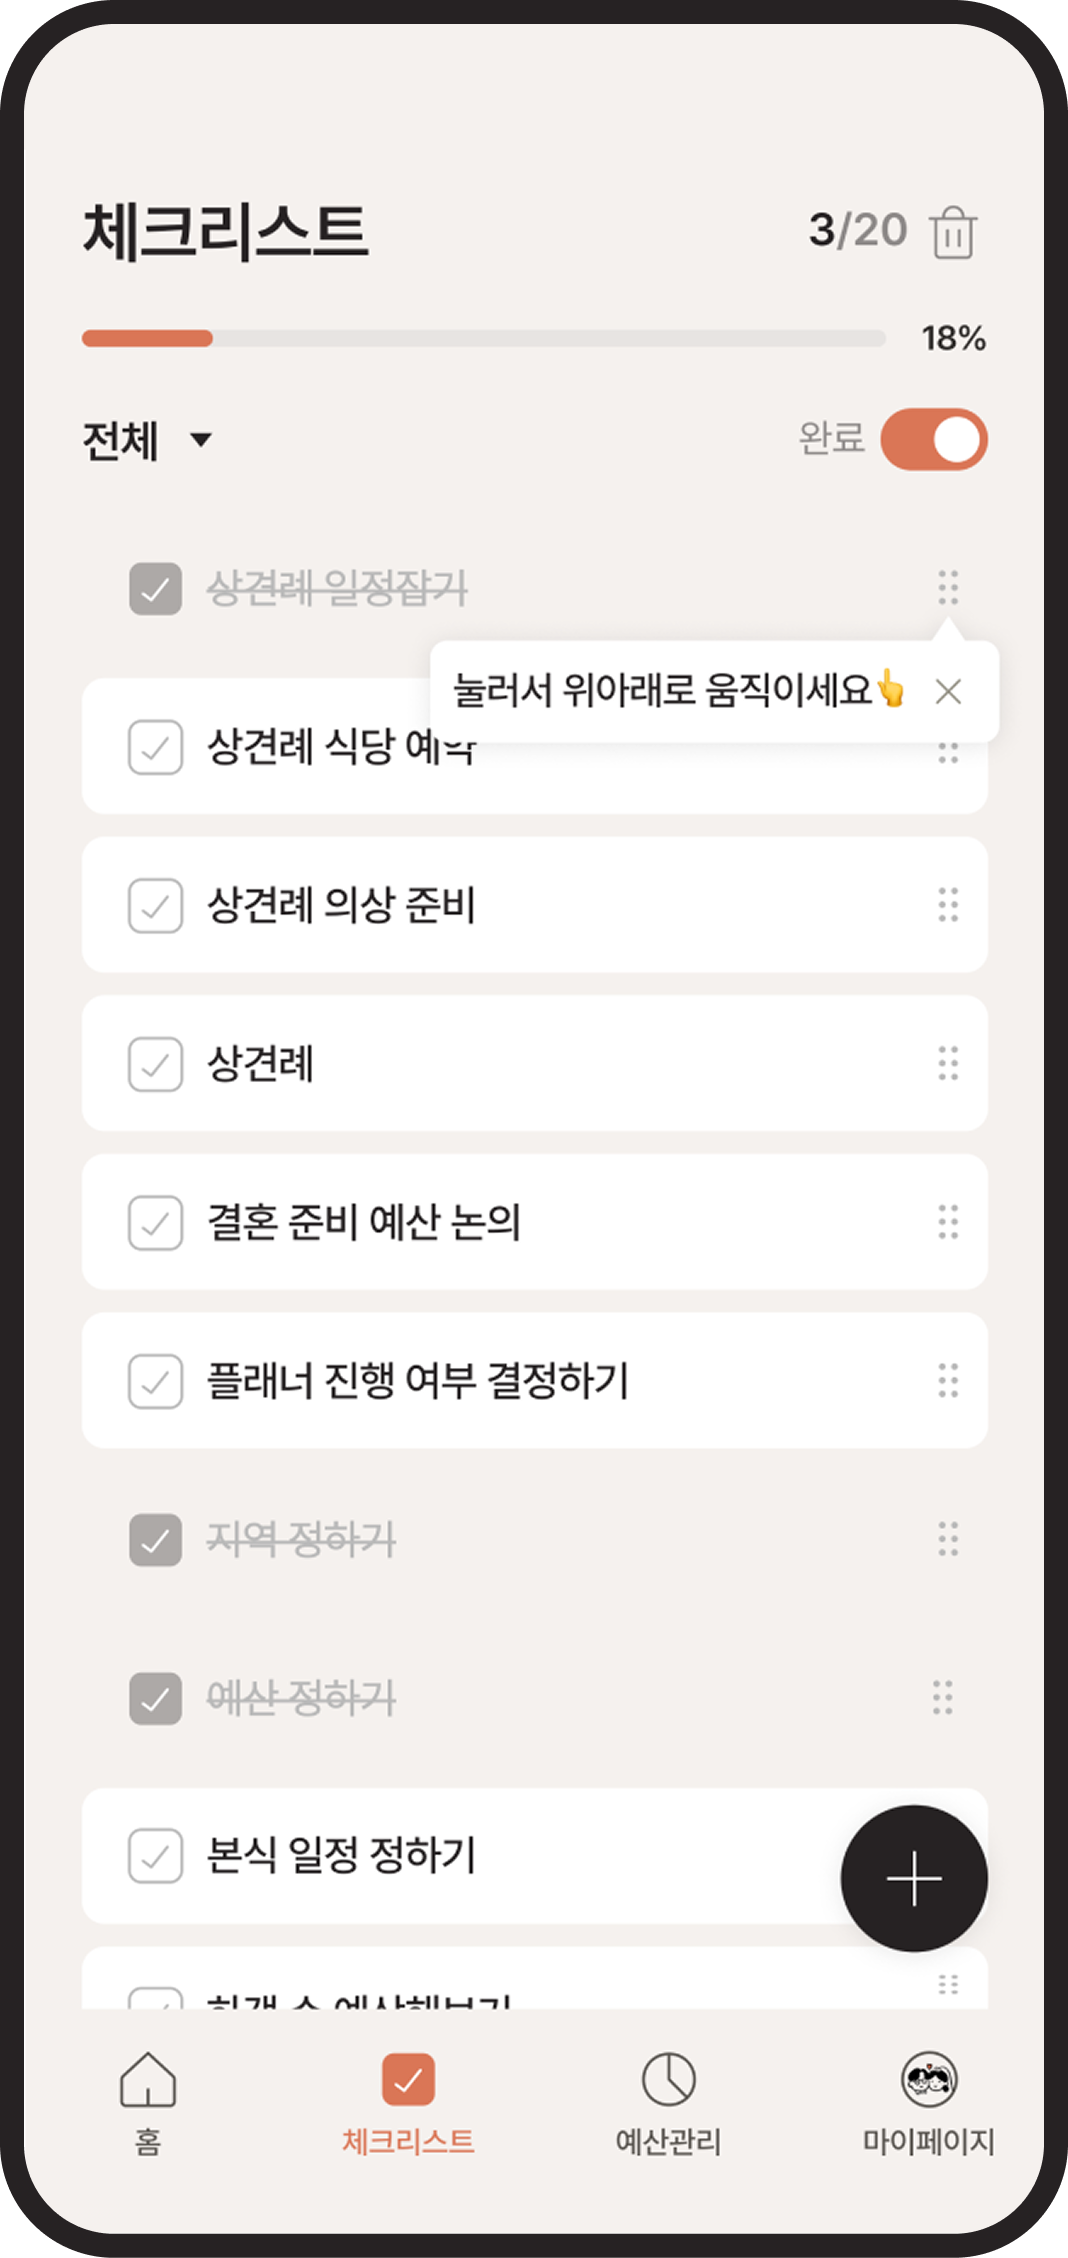 체크리스트
3/20
18%
전체
완료
상견례 일정잡기
눌러서 위아래로 움직이세요👆
상견례 식당 예약
상견례 의상 준비
상견례
결혼 준비 예산 논의
플래너 진행 여부 결정하기
지역 정하기
예산 정하기
본식 일정 정하기
홈
체크리스트
예산관리
마이페이지